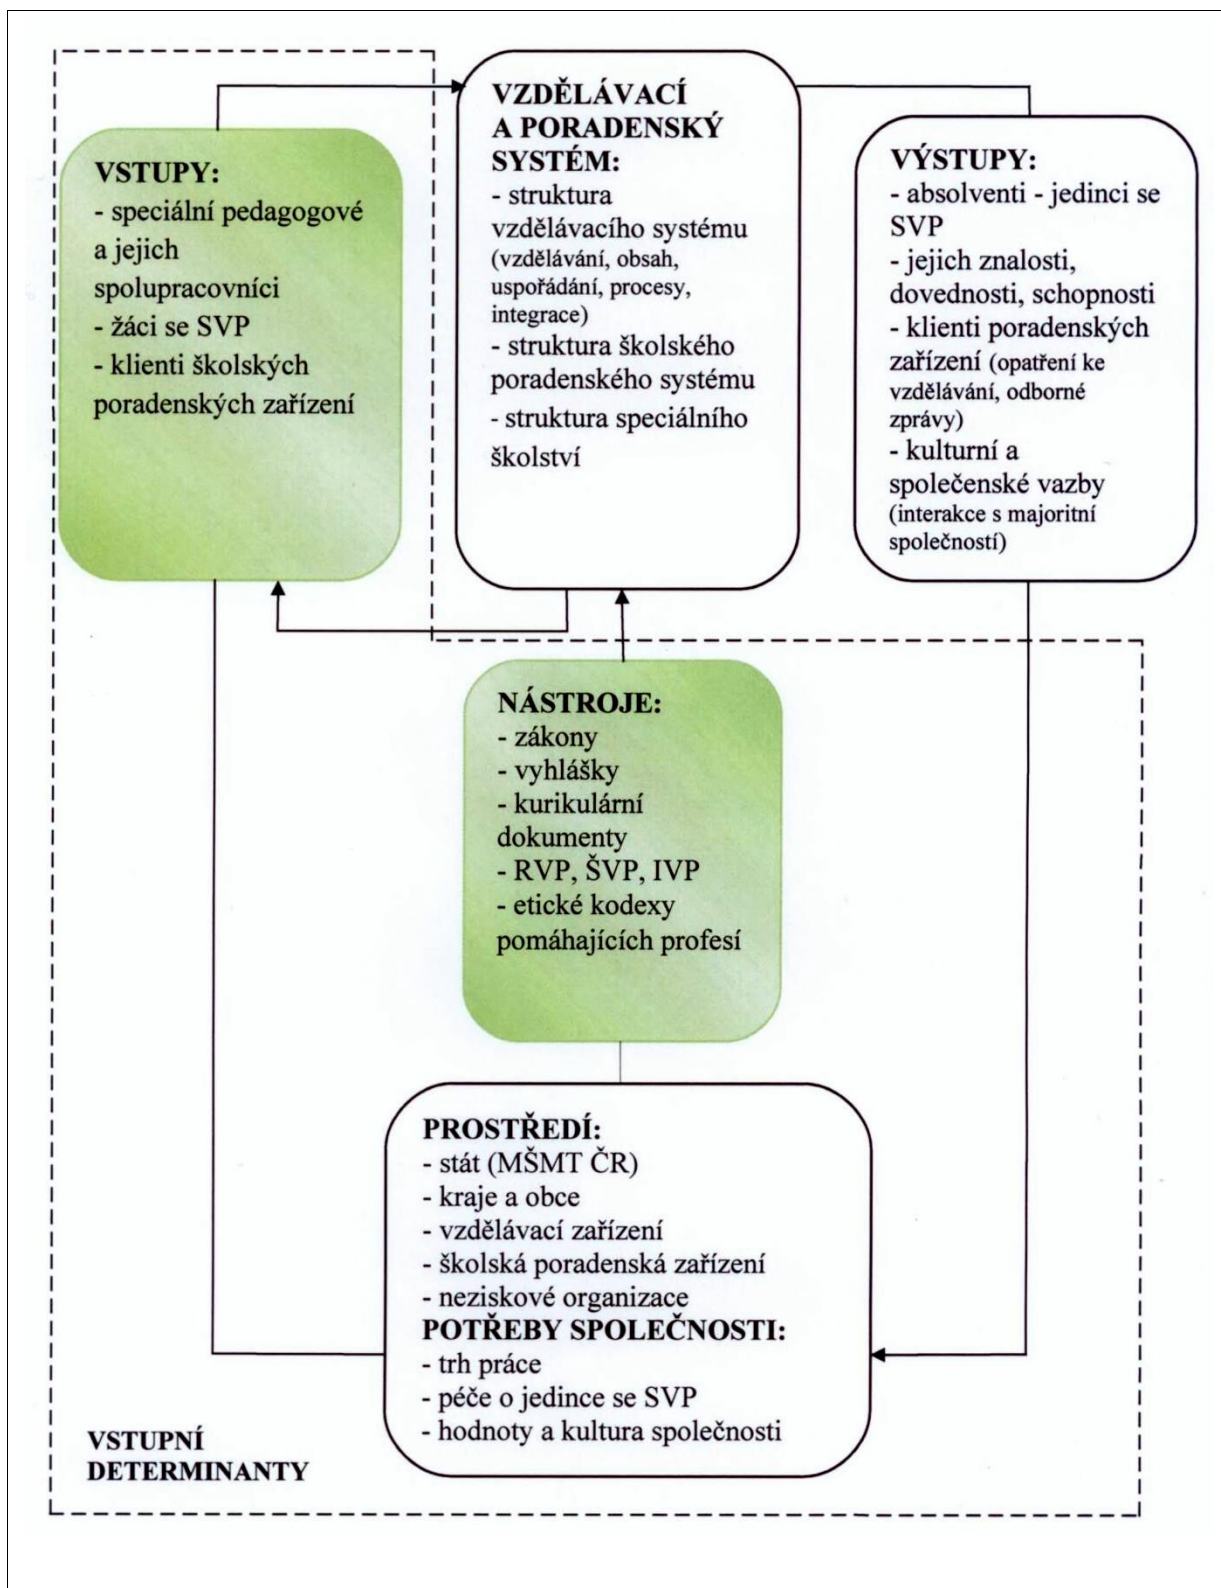 VSTUPY:
- speciální pedagogové
a jejich
spolupracovníci
- žáci se SVP
- klienti školských
poradenských zařízení
VZDĚLÁVACÍ
A PORADENSKÝ
SYSTÉM:
- struktura
vzdělávacího systému
(vzdělávání, obsah,
uspořádání, procesy,
integrace)
- struktura školského
poradenského systému
- struktura speciálního
školství
VÝSTUPY:
- absolventi - jedinci se
SVP
- jejich znalosti,
dovednosti, schopnosti
- klienti poradenských
zařízení (opatření ke
vzdělávání, odborné
zprávy)
- kulturní a
společenské vazby
(interakce s majoritní
společností)
NÁSTROJE:
- zákony
- vyhlášky
- kurikulární
dokumenty
- RVP, ŠVP, IVP
- etické kodexy
pomáhajících profesí
PROSTŘEDÍ:
- stát (MŠMT ČR)
- kraje a obce
- vzdělávací zařízení
- školská poradenská zařízení
- neziskové organizace
POTŘEBY SPOLEČNOSTI:
- trh práce
- péče o jedince se SVP
- hodnoty a kultura společnosti
VSTUPNÍ
DETERMINANTY